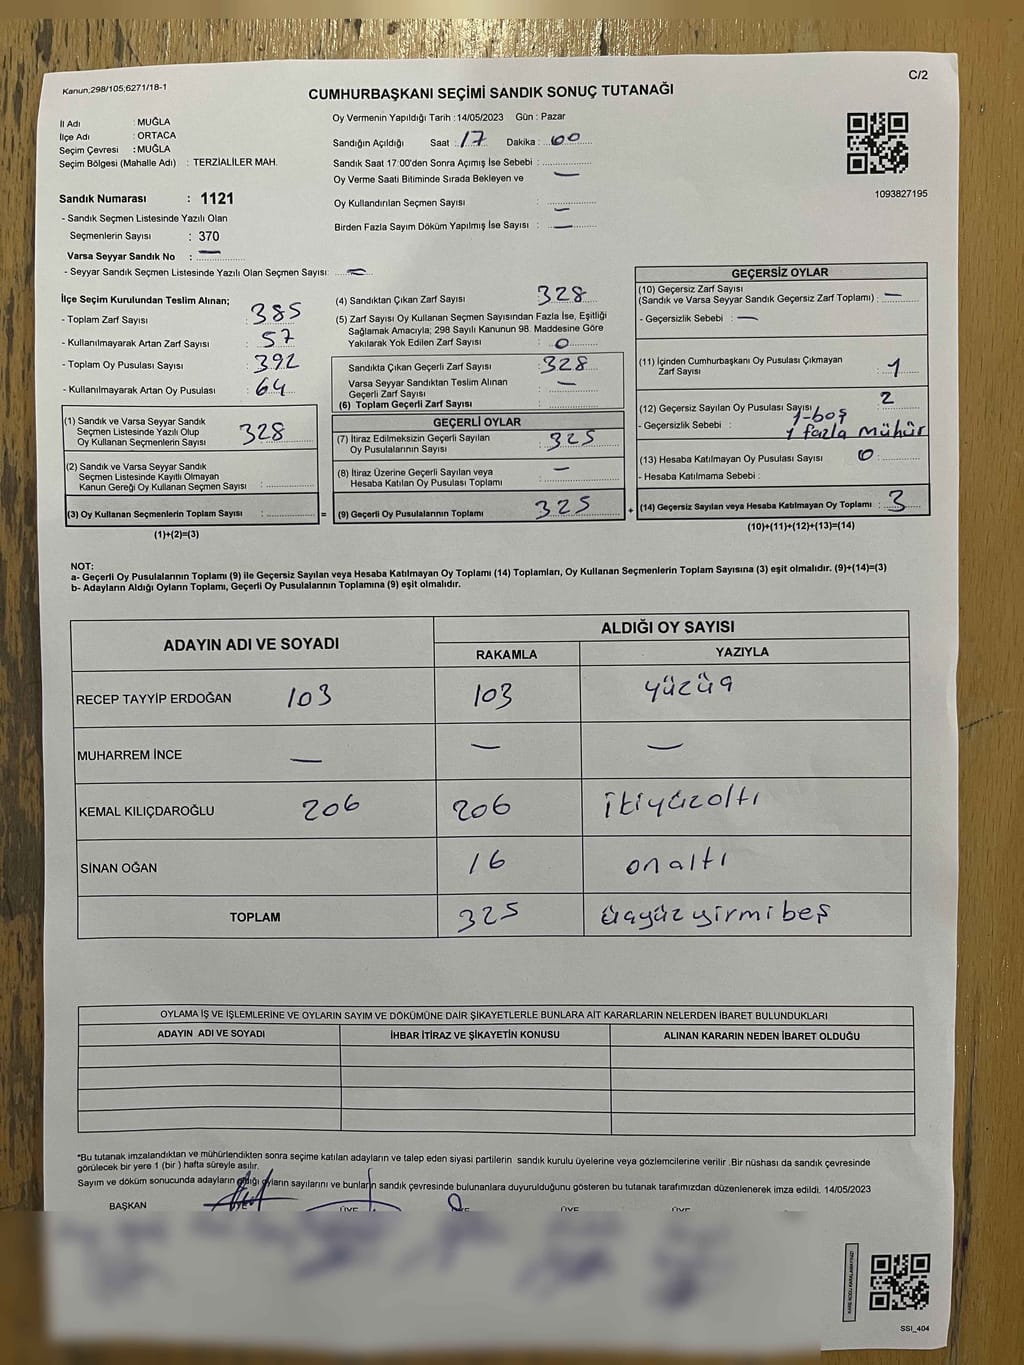 Kanun;298/105;6271/18-1
C/2
CUMHURBAŞKANI SEÇİMİ SANDIK SONUÇ TUTANAĞI
İl Adı : MUĞLA
İlçe Adı : ORTACA
Seçim Çevresi : MUĞLA
Seçim Bölgesi (Mahalle Adı) : TERZİALİLER MAH.
Oy Vermenin Yapıldığı Tarih : 14/05/2023 Gün : Pazar
Sandığın Açıldığı Saat : 17 Dakika : 00
Sandık Saat 17:00'den Sonra Açımış İse Sebebi :
Oy Verme Saati Bitiminde Sırada Bekleyen ve —
Oy Kullandırılan Seçmen Sayısı : —
Birden Fazla Sayım Döküm Yapılmış İse Sayısı : —
1093827195
Sandık Numarası : 1121
- Sandık Seçmen Listesinde Yazılı Olan
Seçmenlerin Sayısı : 370
Varsa Seyyar Sandık No : —
- Seyyar Sandık Seçmen Listesinde Yazılı Olan Seçmen Sayısı: —
İlçe Seçim Kurulundan Teslim Alınan;
- Toplam Zarf Sayısı : 385
- Kullanılmayarak Artan Zarf Sayısı : 57
- Toplam Oy Pusulası Sayısı : 392
- Kullanılmayarak Artan Oy Pusulası : 64
(1) Sandık ve Varsa Seyyar Sandık
Seçmen Listesinde Yazılı Olup
Oy Kullanan Seçmenlerin Sayısı 328
(2) Sandık ve Varsa Seyyar Sandık
Seçmen Listesinde Kayıtlı Olmayan
Kanun Gereği Oy Kullanan Seçmen Sayısı :
(3) Oy Kullanan Seçmenlerin Toplam Sayısı : =
(1)+(2)=(3)
(4) Sandıktan Çıkan Zarf Sayısı : 328
(5) Zarf Sayısı Oy Kullanan Seçmen Sayısından Fazla İse, Eşitliği
Sağlamak Amacıyla; 298 Sayılı Kanunun 98. Maddesine Göre
Yakılarak Yok Edilen Zarf Sayısı : 0
Sandıkta Çıkan Geçerli Zarf Sayısı : 328
Varsa Seyyar Sandıktan Teslim Alınan —
Geçerli Zarf Sayısı :
(6) Toplam Geçerli Zarf Sayısı :
GEÇERLİ OYLAR
(7) İtiraz Edilmeksizin Geçerli Sayılan
Oy Pusulalarının Sayısı : 325
(8) İtiraz Üzerine Geçerli Sayılan veya
Hesaba Katılan Oy Pusulası Toplamı : —
(9) Geçerli Oy Pusulalarının Toplamı : 325 +
GEÇERSİZ OYLAR
(10) Geçersiz Zarf Sayısı
(Sandık ve Varsa Seyyar Sandık Geçersiz Zarf Toplamı) : —
- Geçersizlik Sebebi : —
(11) İçinden Cumhurbaşkanı Oy Pusulası Çıkmayan
Zarf Sayısı : 1
(12) Geçersiz Sayılan Oy Pusulası Sayısı : 2
1-boş
- Geçersizlik Sebebi : 1 fazla mühür
(13) Hesaba Katılmayan Oy Pusulası Sayısı : 0
- Hesaba Katılmama Sebebi :
(14) Geçersiz Sayılan veya Hesaba Katılmayan Oy Toplamı : 3
(10)+(11)+(12)+(13)=(14)
NOT:
a- Geçerli Oy Pusulalarının Toplamı (9) ile Geçersiz Sayılan veya Hesaba Katılmayan Oy Toplamı (14) Toplamları, Oy Kullanan Seçmenlerin Toplam Sayısına (3) eşit olmalıdır. (9)+(14)=(3)
b- Adayların Aldığı Oyların Toplamı, Geçerli Oy Pusulalarının Toplamına (9) eşit olmalıdır.
ADAYIN ADI VE SOYADI
ALDIĞI OY SAYISI
RAKAMLA YAZIYLA
RECEP TAYYİP ERDOĞAN 103 103 yüzüç
MUHARREM İNCE — — —
KEMAL KILIÇDAROĞLU 206 206 ikiyüzaltı
SİNAN OĞAN 16 onaltı
TOPLAM 325 üçyüzyirmibeş
OYLAMA İŞ VE İŞLEMLERİNE VE OYLARIN SAYIM VE DÖKÜMÜNE DAİR ŞİKAYETLERLE BUNLARA AİT KARARLARIN NELERDEN İBARET BULUNDUKLARI
ADAYIN ADI VE SOYADI İHBAR İTİRAZ VE ŞİKAYETİN KONUSU ALINAN KARARIN NEDEN İBARET OLDUĞU
*Bu tutanak imzalandıktan ve mühürlendikten sonra seçime katılan adayların ve talep eden siyasi partilerin sandık kurulu üyelerine veya gözlemcilerine verilir .Bir nüshası da sandık çevresinde
görülecek bir yere 1 (bir ) hafta süreyle asılır.
Sayım ve döküm sonucunda adayların aldığı oyların sayılarını ve bunların sandık çevresinde bulunanlara duyurulduğunu gösteren bu tutanak tarafımızdan düzenlenerek imza edildi. 14/05/2023
BAŞKAN ÜYE ÜYE ÜYE ÜYE
SSI_404